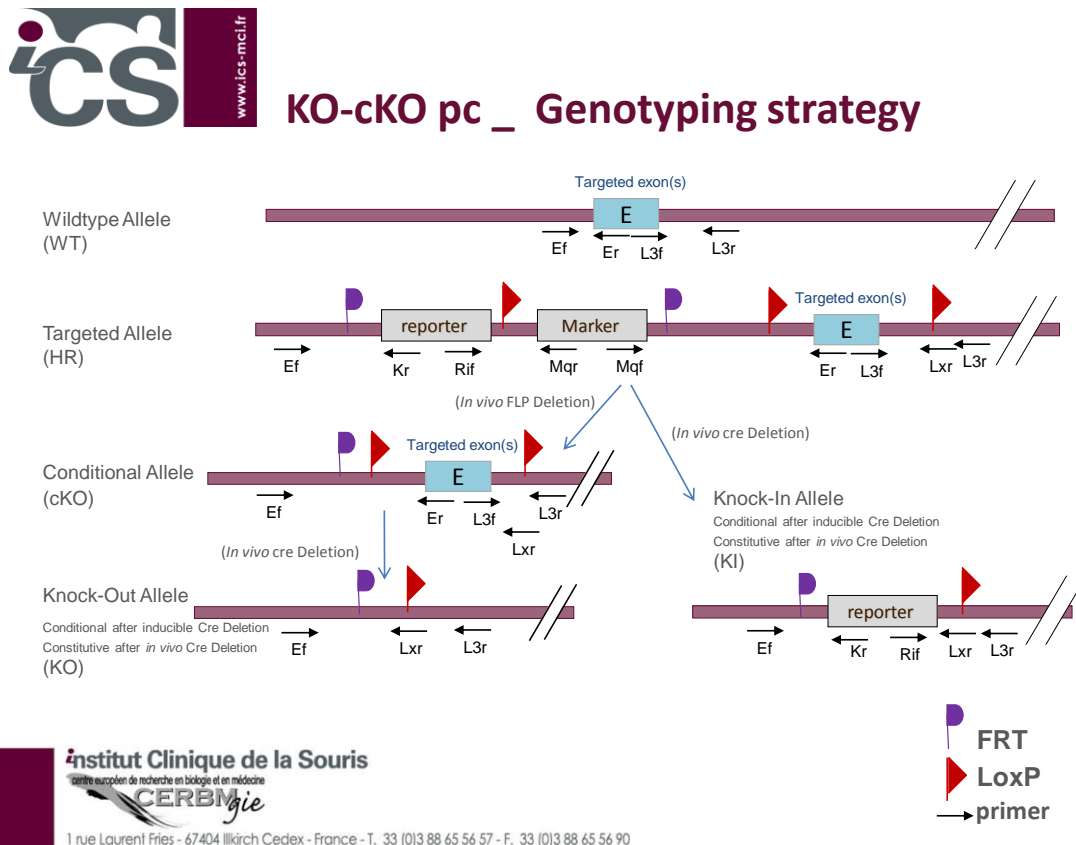 iCS
www.ics-mci.fr
KO-cKO pc _ Genotyping strategy
Targeted exon(s)
Wildtype Allele
(WT)
E
Ef
Er
L3f
L3r
Targeted exon(s)
Targeted Allele
(HR)
reporter
Marker
E
Ef
Kr
Rif
Mqr
Mqf
Er
L3f
Lxr
L3r
(In vivo FLP Deletion)
(In vivo cre Deletion)
Conditional Allele
(cKO)
Targeted exon(s)
E
Ef
Er
L3f
L3r
Lxr
(In vivo cre Deletion)
Knock-In Allele
Conditional after inducible Cre Deletion
Constitutive after in vivo Cre Deletion
(KI)
reporter
Ef
Kr
Rif
Lxr
L3r
Knock-Out Allele
Conditional after inducible Cre Deletion
Constitutive after in vivo Cre Deletion
(KO)
Ef
Lxr
L3r
FRT
LoxP
primer
institut Clinique de la Souris
centre européen de recherche en biologie et en médecine
CERBM gie
1 rue Laurent Fries - 67404 Illkirch Cedex - France - T. 33 (0)3 88 65 56 57 - F. 33 (0)3 88 65 56 90